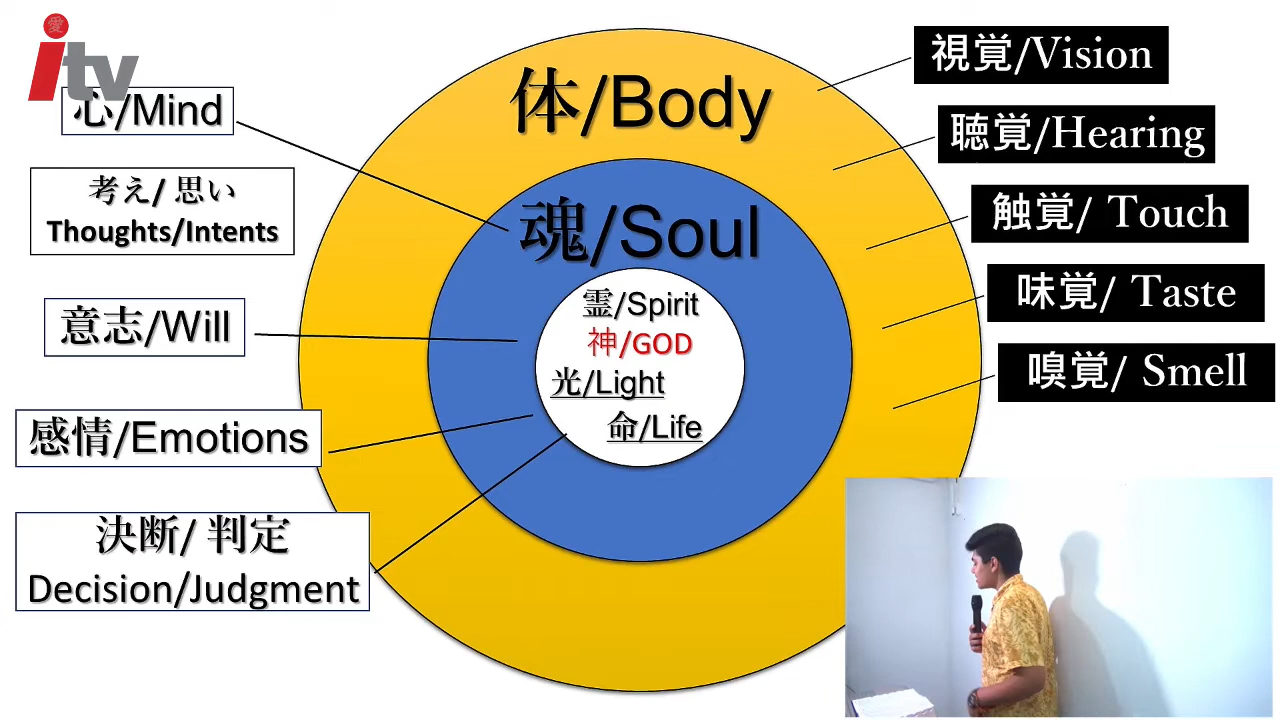 愛
itv
心/Mind
考え/ 思い
Thoughts/Intents
意志/Will
感情/Emotions
決断/ 判定
Decision/Judgment
体/Body
魂/Soul
霊/Spirit
神/GOD
光/Light
命/Life
視覚/Vision
聴覚/Hearing
触覚/ Touch
味覚/ Taste
嗅覚/ Smell